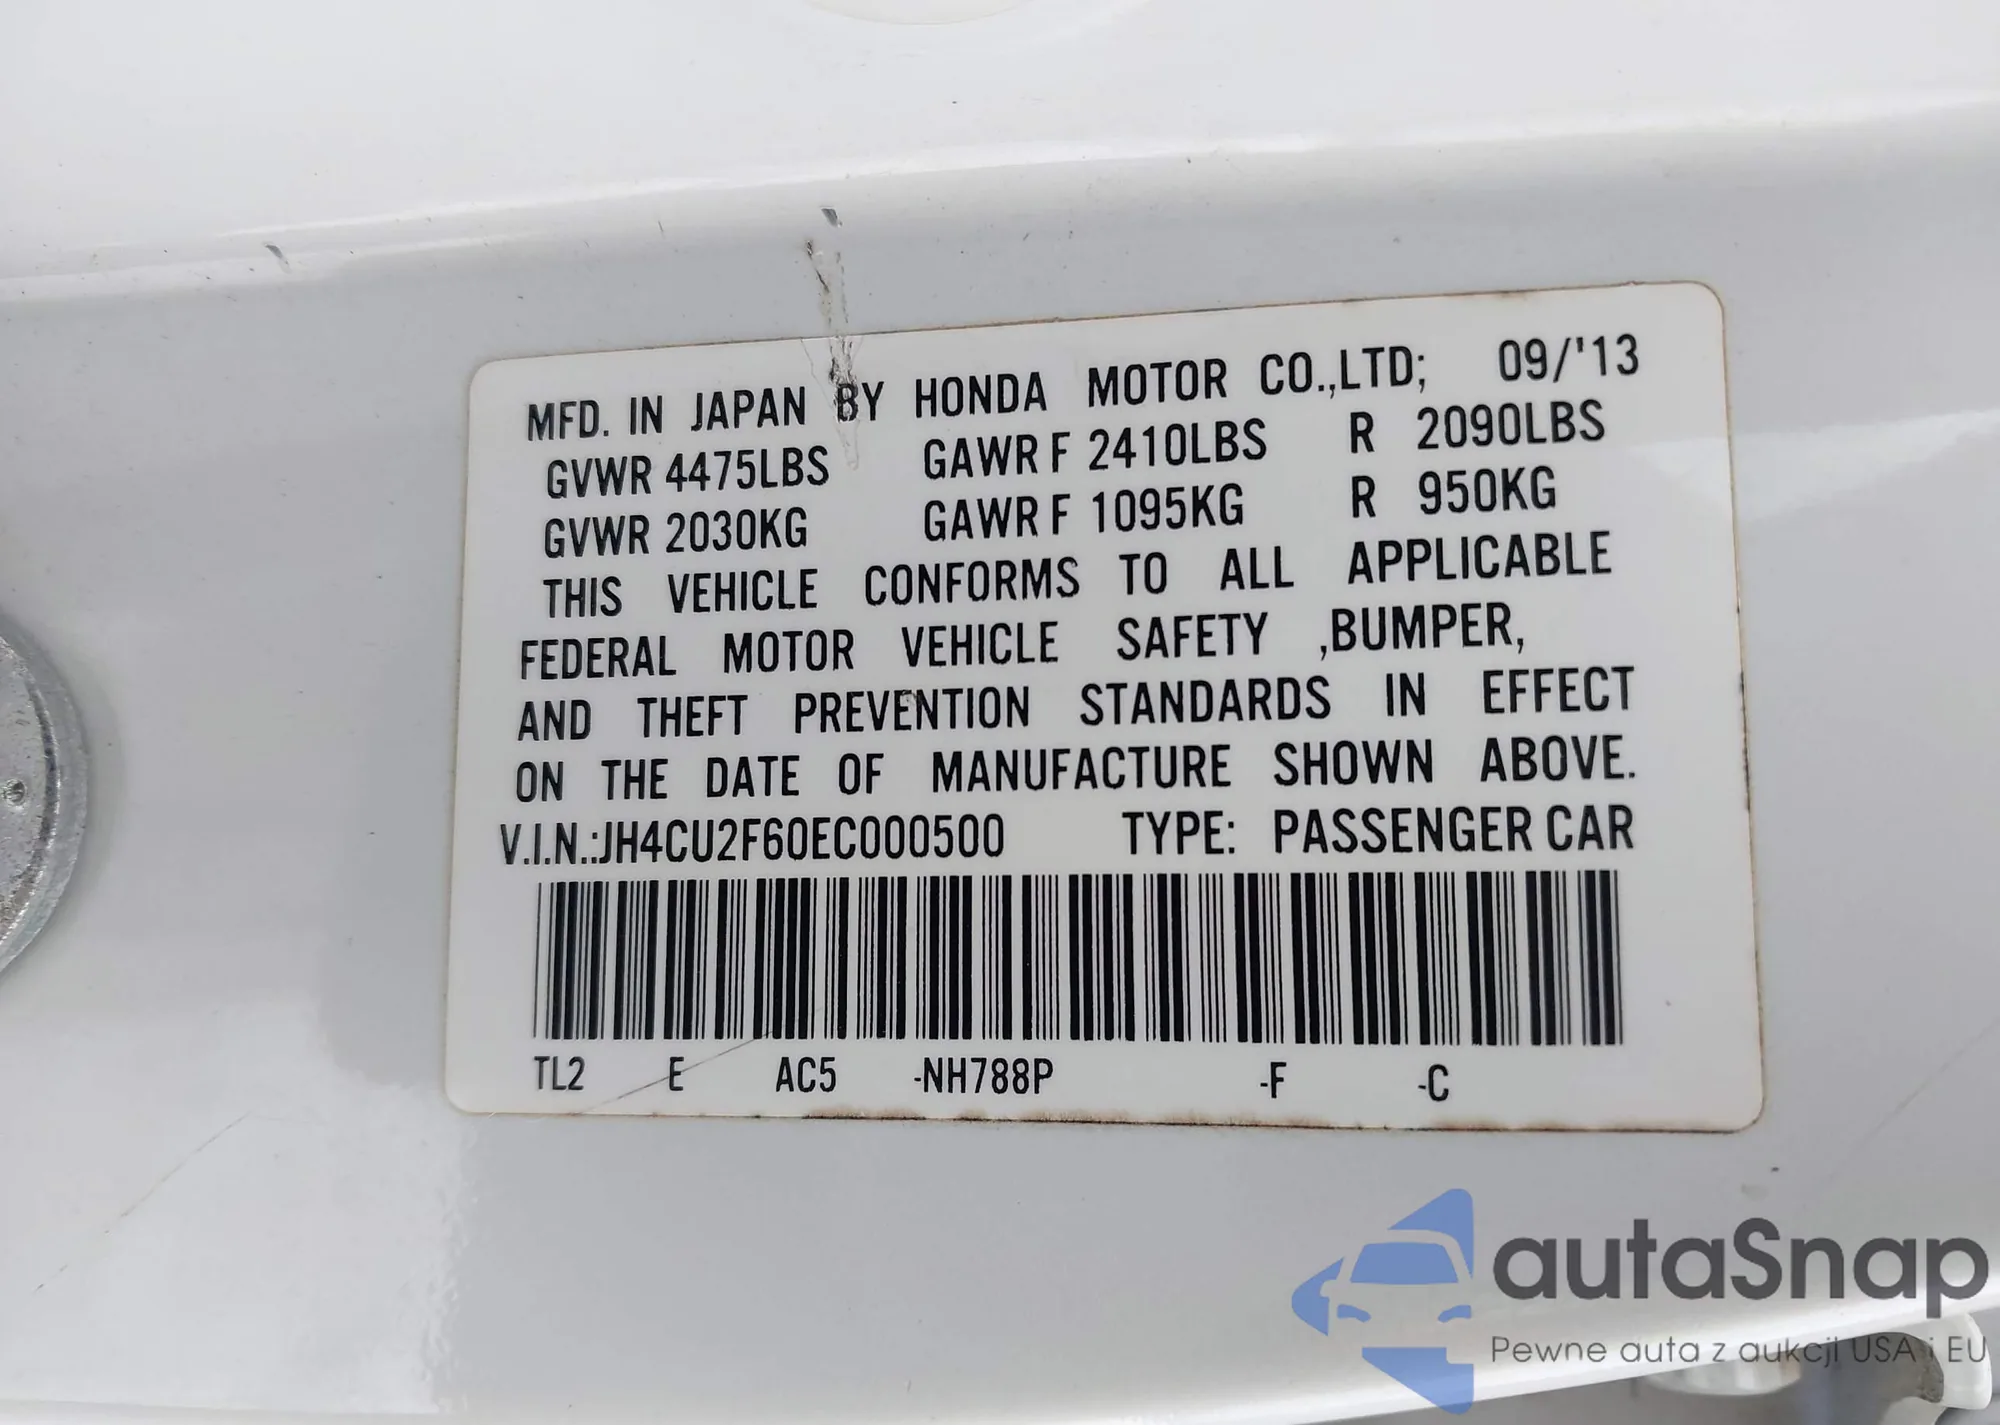 MFD. IN JAPAN BY HONDA MOTOR CO.,LTD; 09/'13
GVWR 4475LBS GAWR F 2410LBS R 2090LBS
GVWR 2030KG GAWR F 1095KG R 950KG
THIS VEHICLE CONFORMS TO ALL APPLICABLE
FEDERAL MOTOR VEHICLE SAFETY ,BUMPER,
AND THEFT PREVENTION STANDARDS IN EFFECT
ON THE DATE OF MANUFACTURE SHOWN ABOVE.
V.I.N.:JH4CU2F60EC000500 TYPE: PASSENGER CAR
TL2 E AC5 -NH788P -F -C
autaSnap
Pewne auta z aukcji USA i EU